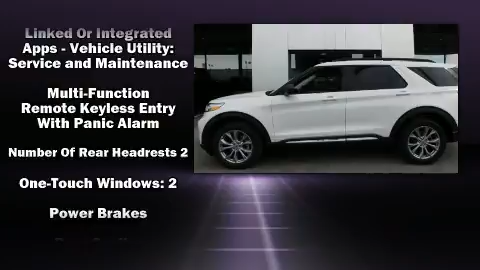 Linked Or Integrated
Apps - Vehicle Utility:
Service and Maintenance
Multi-Function
Remote Keyless Entry
With Panic Alarm
Number Of Rear Headrests 2
One-Touch Windows: 2
Power Brakes